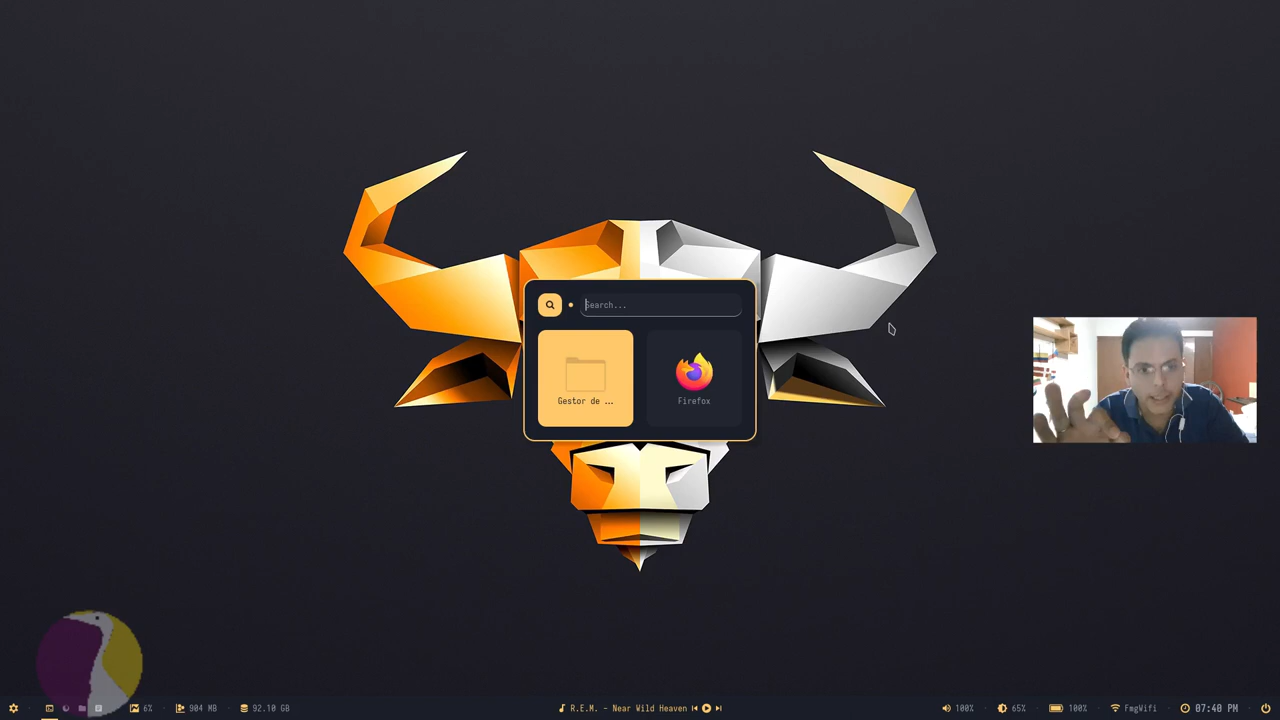 Search...
Gestor de ...
Firefox
6%
904 MB
92.10 GB
R.E.M. - Near Wild Heaven
100%
65%
100%
FmgWifi
07:48 PM